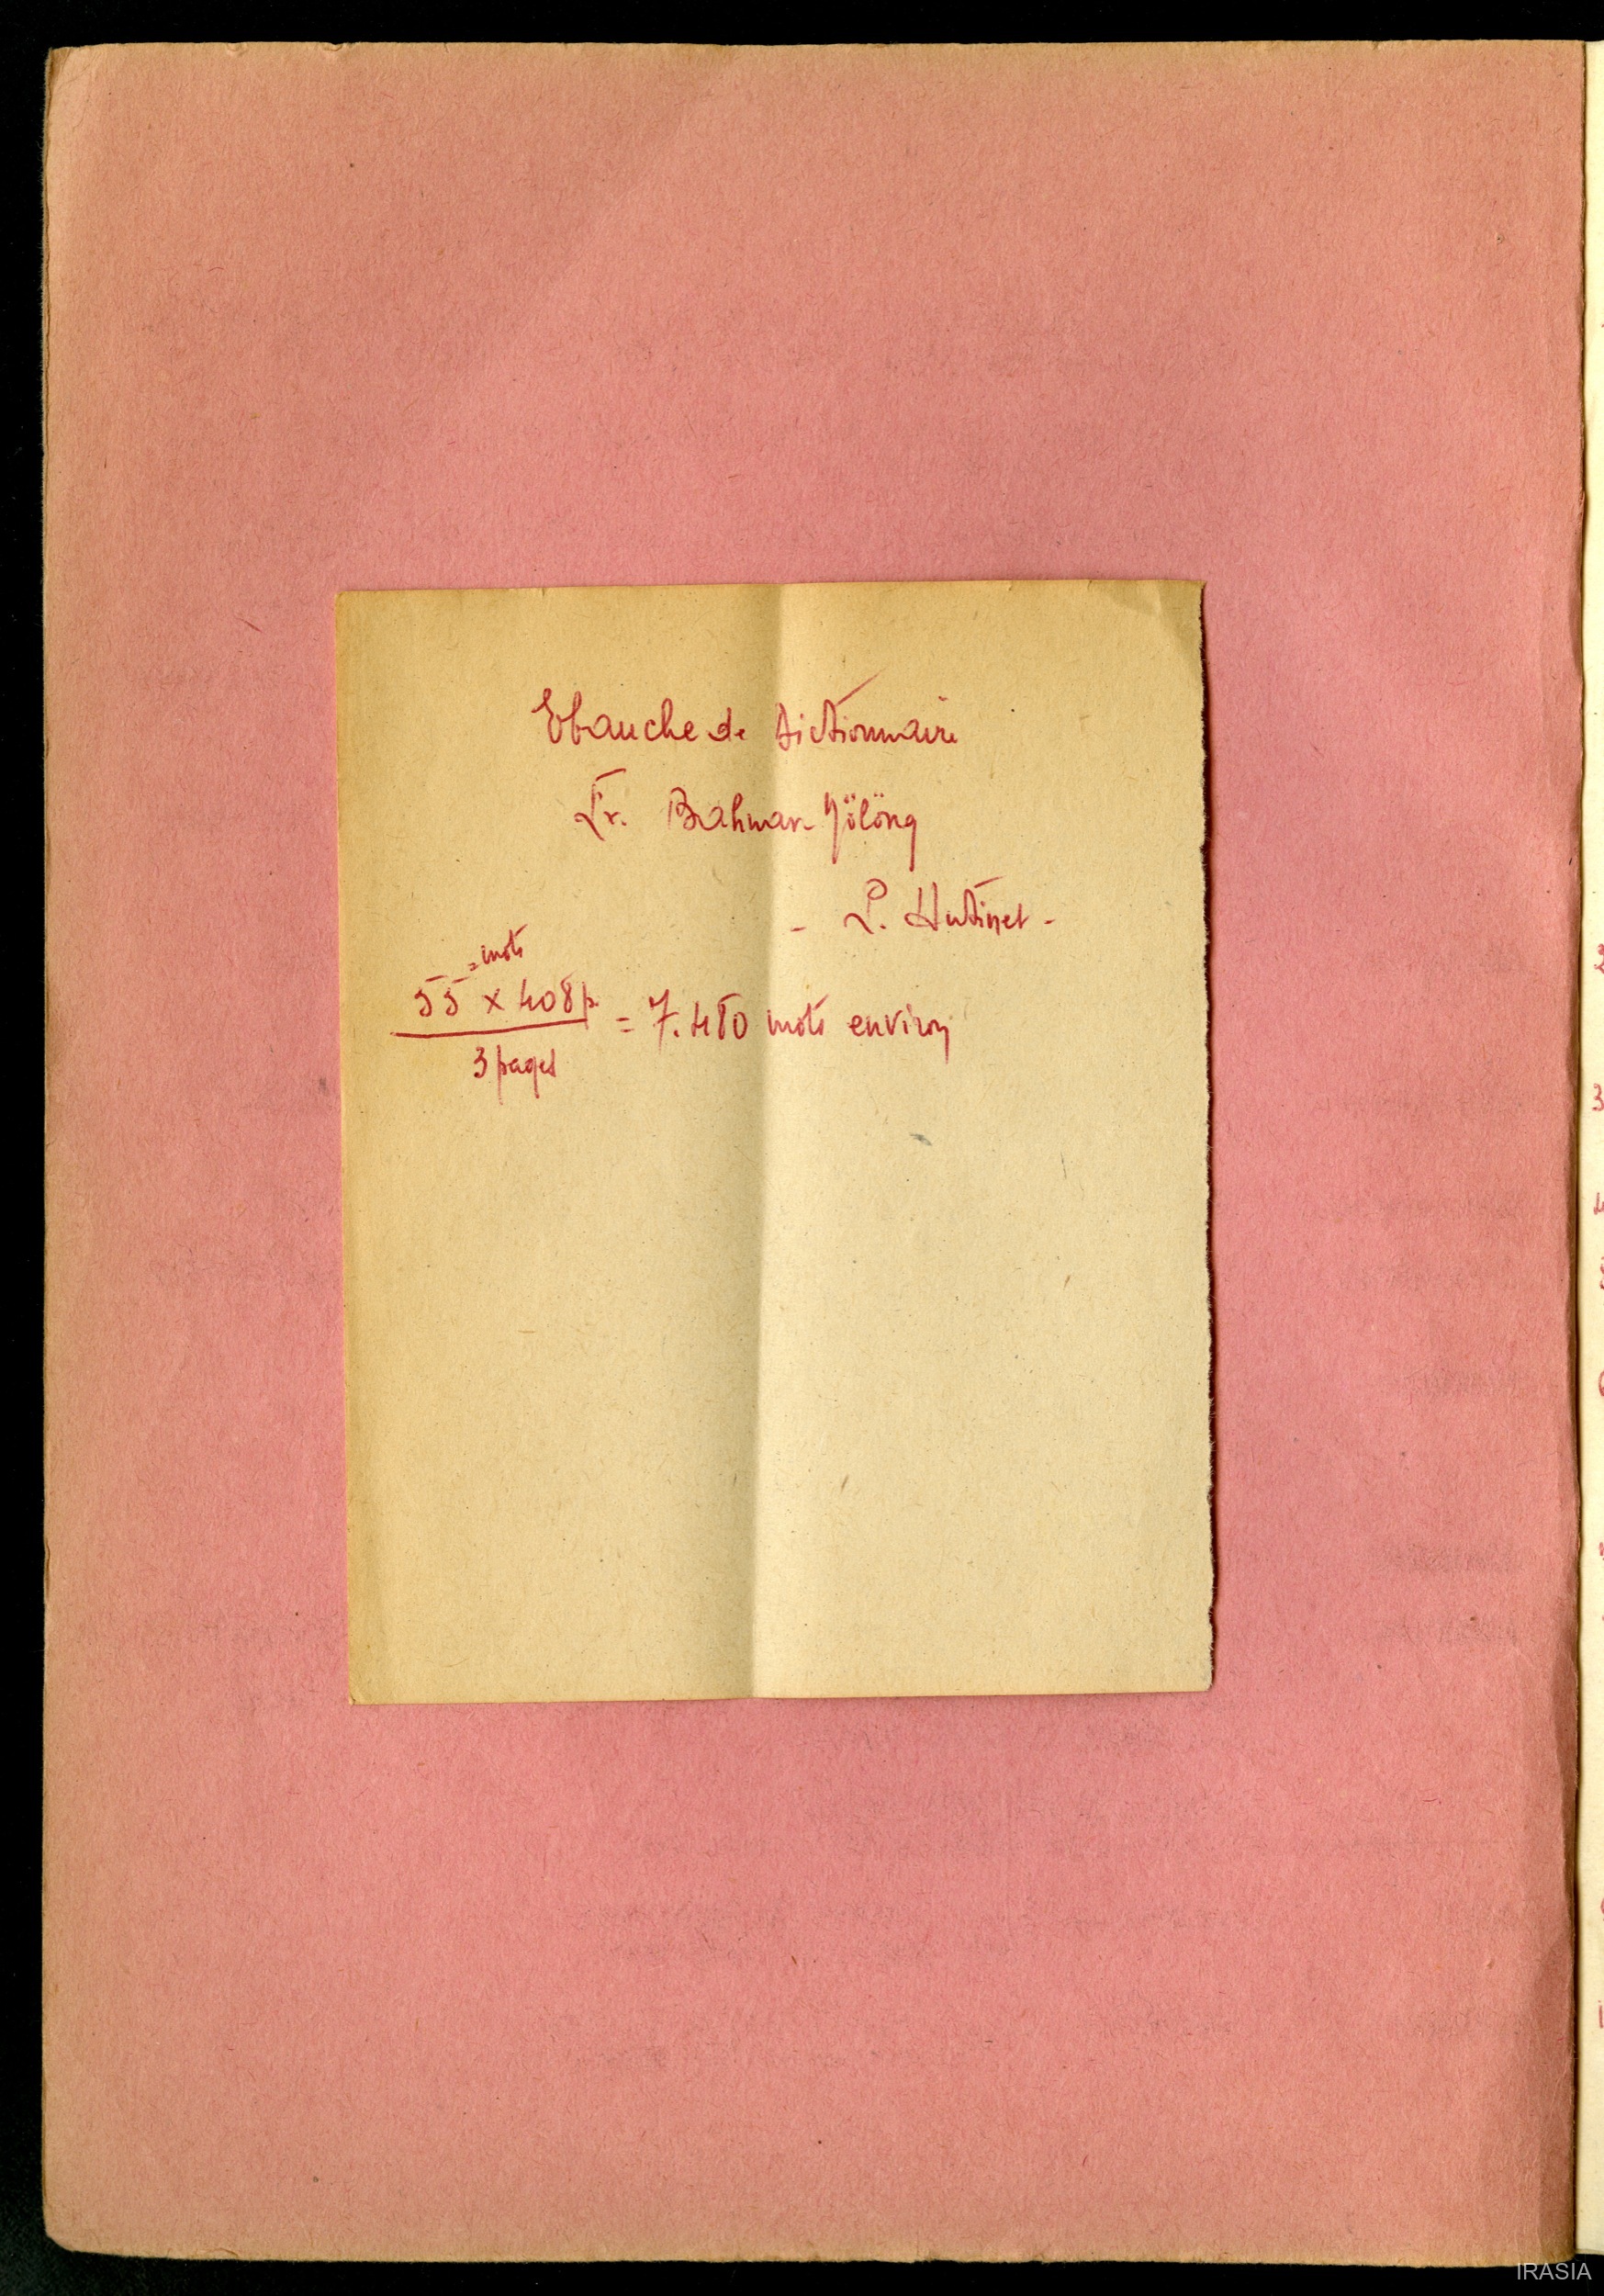 Ebauche de dictionnaire
Fr. Bahnar-Jölöng
- P. Hutinet -
= mots
55 x 408 p. = 7.480 mots environ
3 pages
IRASIA